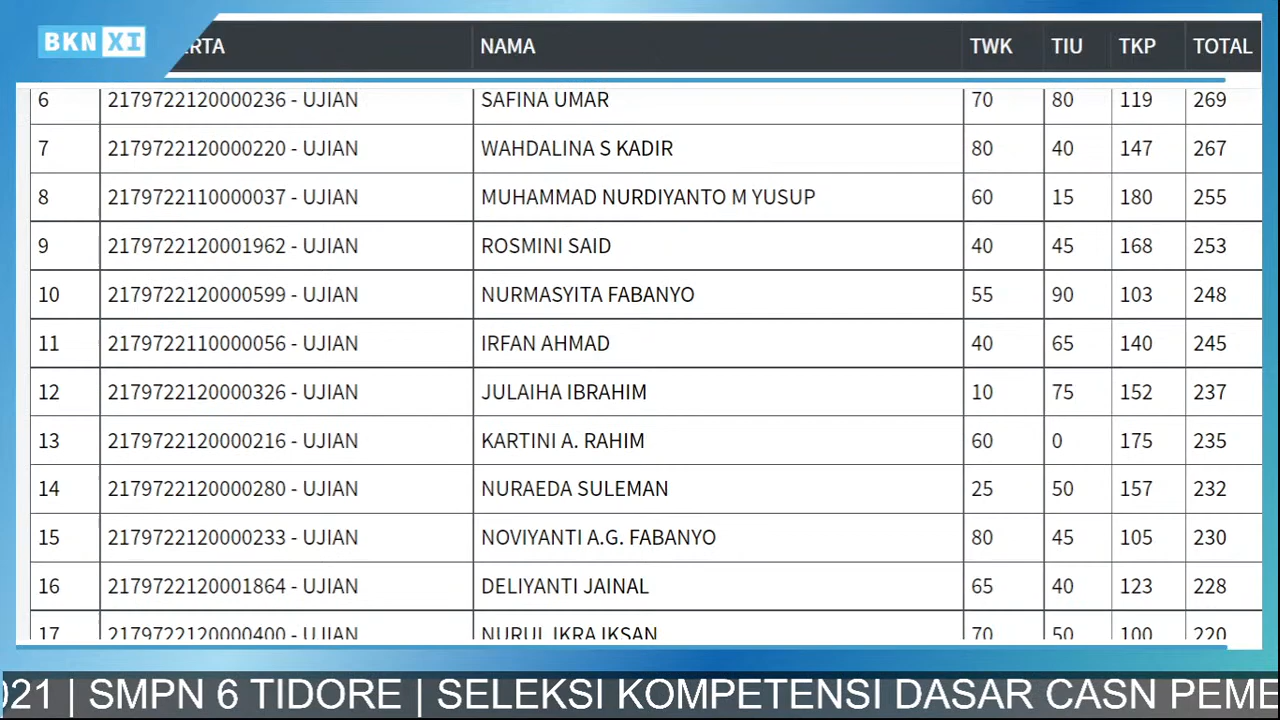 BKN XI
RTA NAMA TWK TIU TKP TOTAL
6 2179722120000236 - UJIAN SAFINA UMAR 70 80 119 269
7 2179722120000220 - UJIAN WAHDALINA S KADIR 80 40 147 267
8 2179722110000037 - UJIAN MUHAMMAD NURDIYANTO M YUSUP 60 15 180 255
9 2179722120001962 - UJIAN ROSMINI SAID 40 45 168 253
10 2179722120000599 - UJIAN NURMASYITA FABANYO 55 90 103 248
11 2179722110000056 - UJIAN IRFAN AHMAD 40 65 140 245
12 2179722120000326 - UJIAN JULAIHA IBRAHIM 10 75 152 237
13 2179722120000216 - UJIAN KARTINI A. RAHIM 60 0 175 235
14 2179722120000280 - UJIAN NURAEDA SULEMAN 25 50 157 232
15 2179722120000233 - UJIAN NOVIYANTI A.G. FABANYO 80 45 105 230
16 2179722120001864 - UJIAN DELIYANTI JAINAL 65 40 123 228
17 2179722120000400 - UJIAN NURUL IKRA IKSAN 70 50 100 220
021 | SMPN 6 TIDORE | SELEKSI KOMPETENSI DASAR CASN PEME